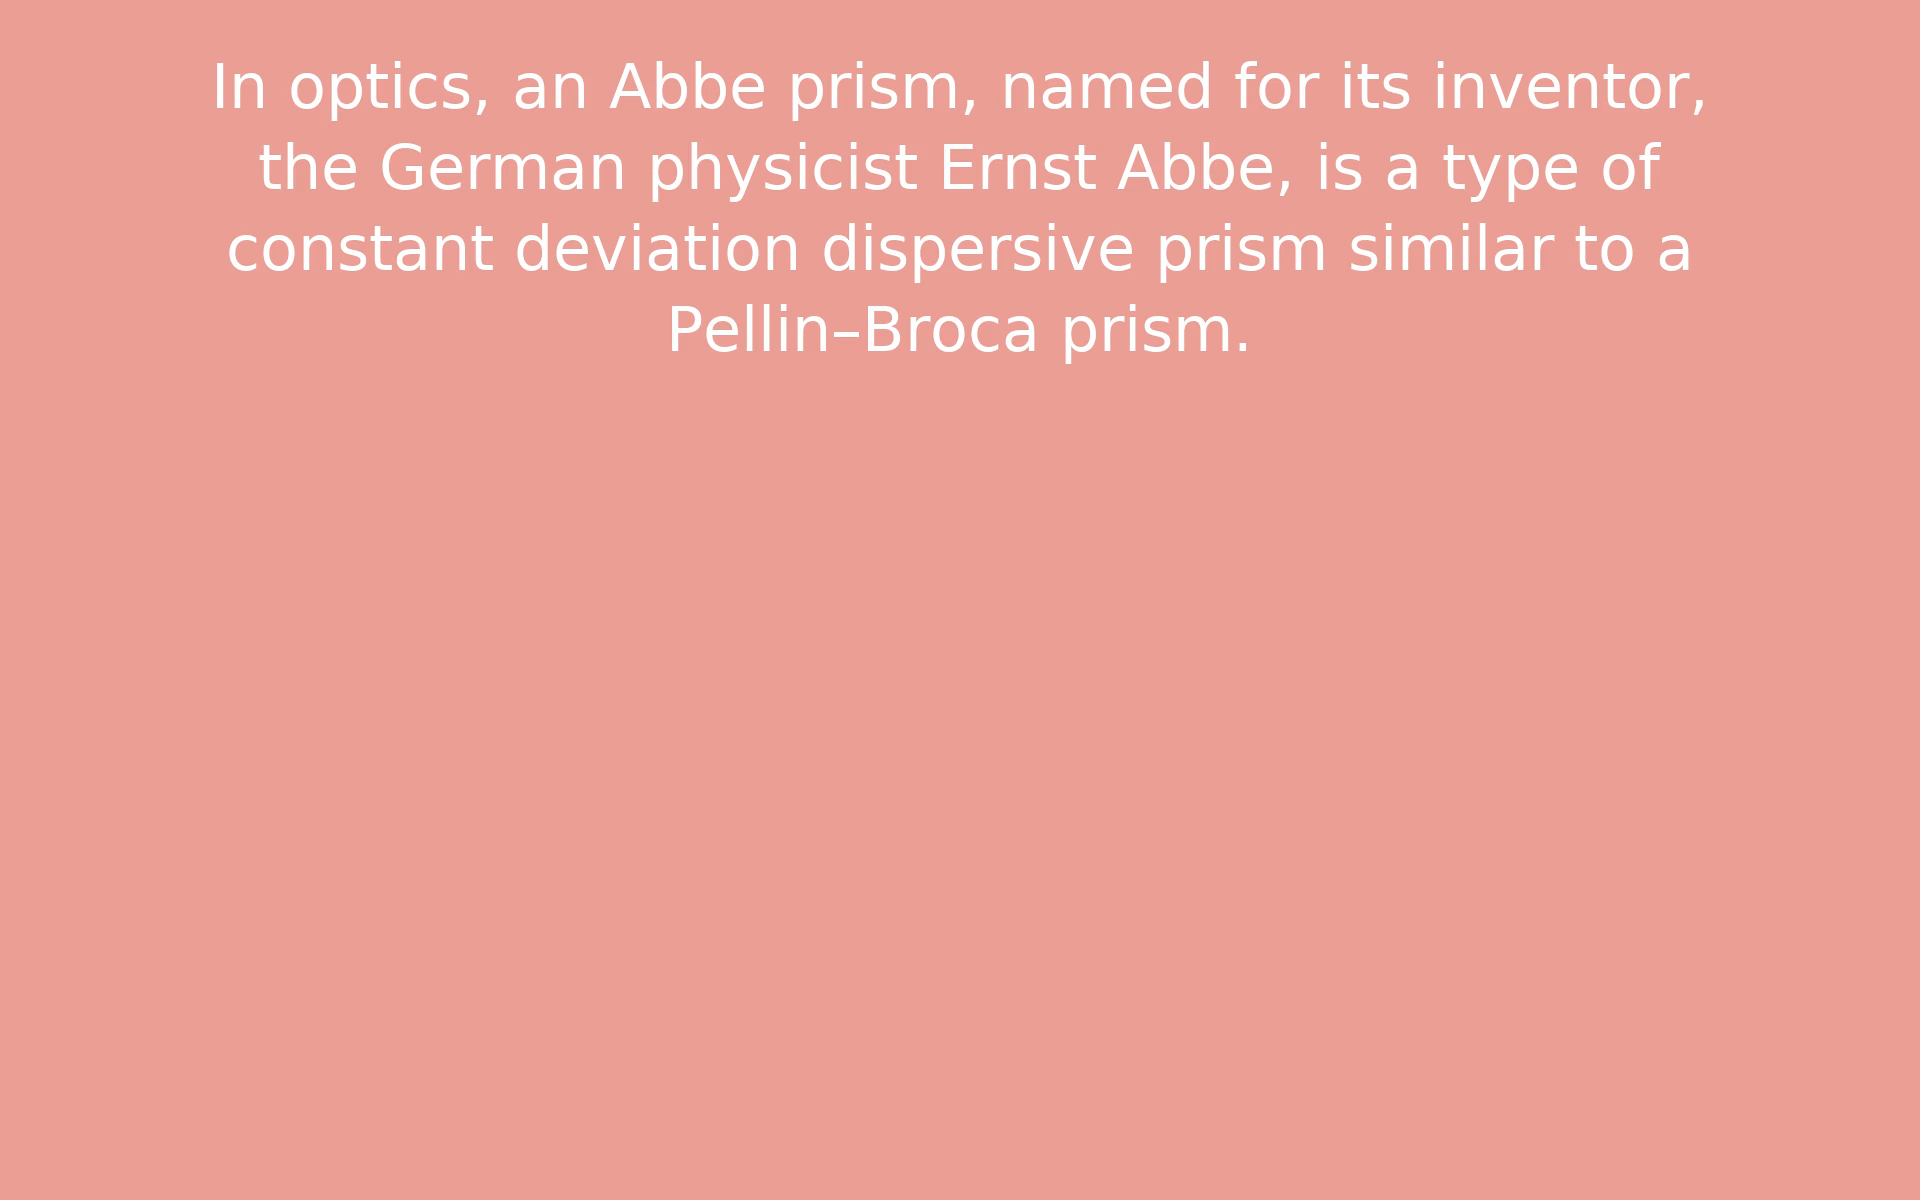 In optics, an Abbe prism, named for its inventor,
the German physicist Ernst Abbe, is a type of
constant deviation dispersive prism similar to a
Pellin–Broca prism.